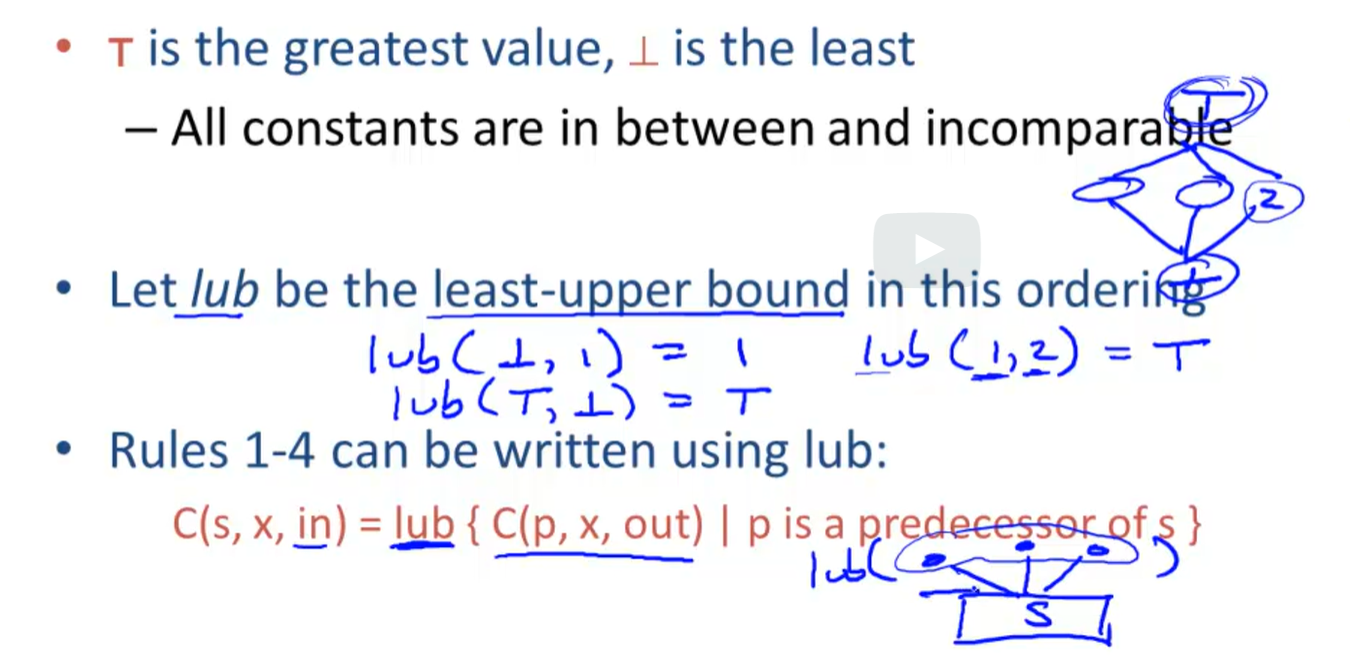 • T is the greatest value, ⊥ is the least
– All constants are in between and incomparable
T
2
⊥
• Let lub be the least-upper bound in this ordering
lub(⊥, 1) = 1 lub(1,2) = T
lub(T, ⊥) = T
• Rules 1-4 can be written using lub:
C(s, x, in) = lub { C(p, x, out) | p is a predecessor of s }
lub( )
S